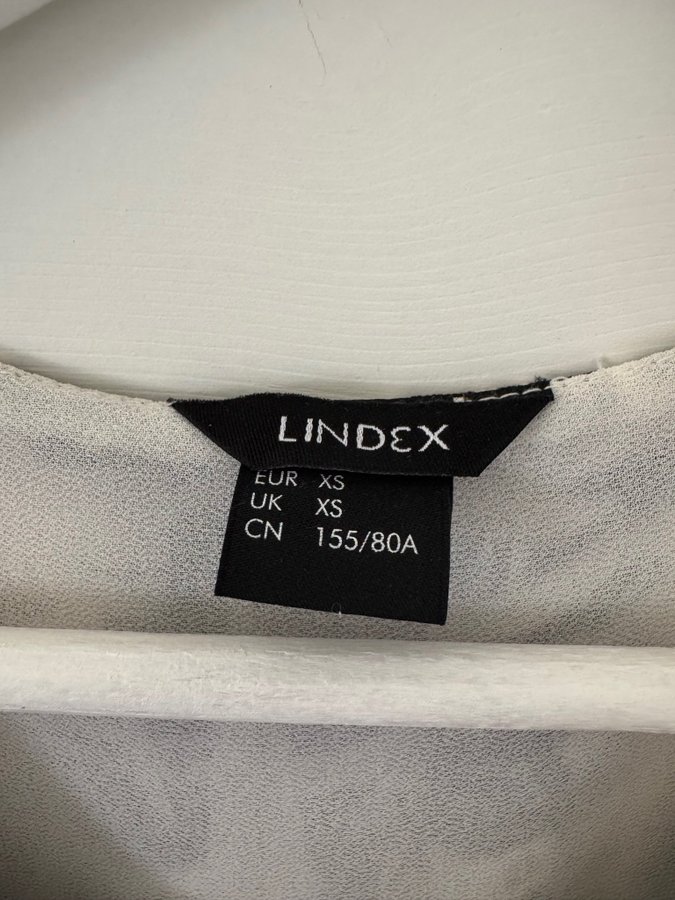 LINDEX
EUR XS
UK XS
CN 155/80A